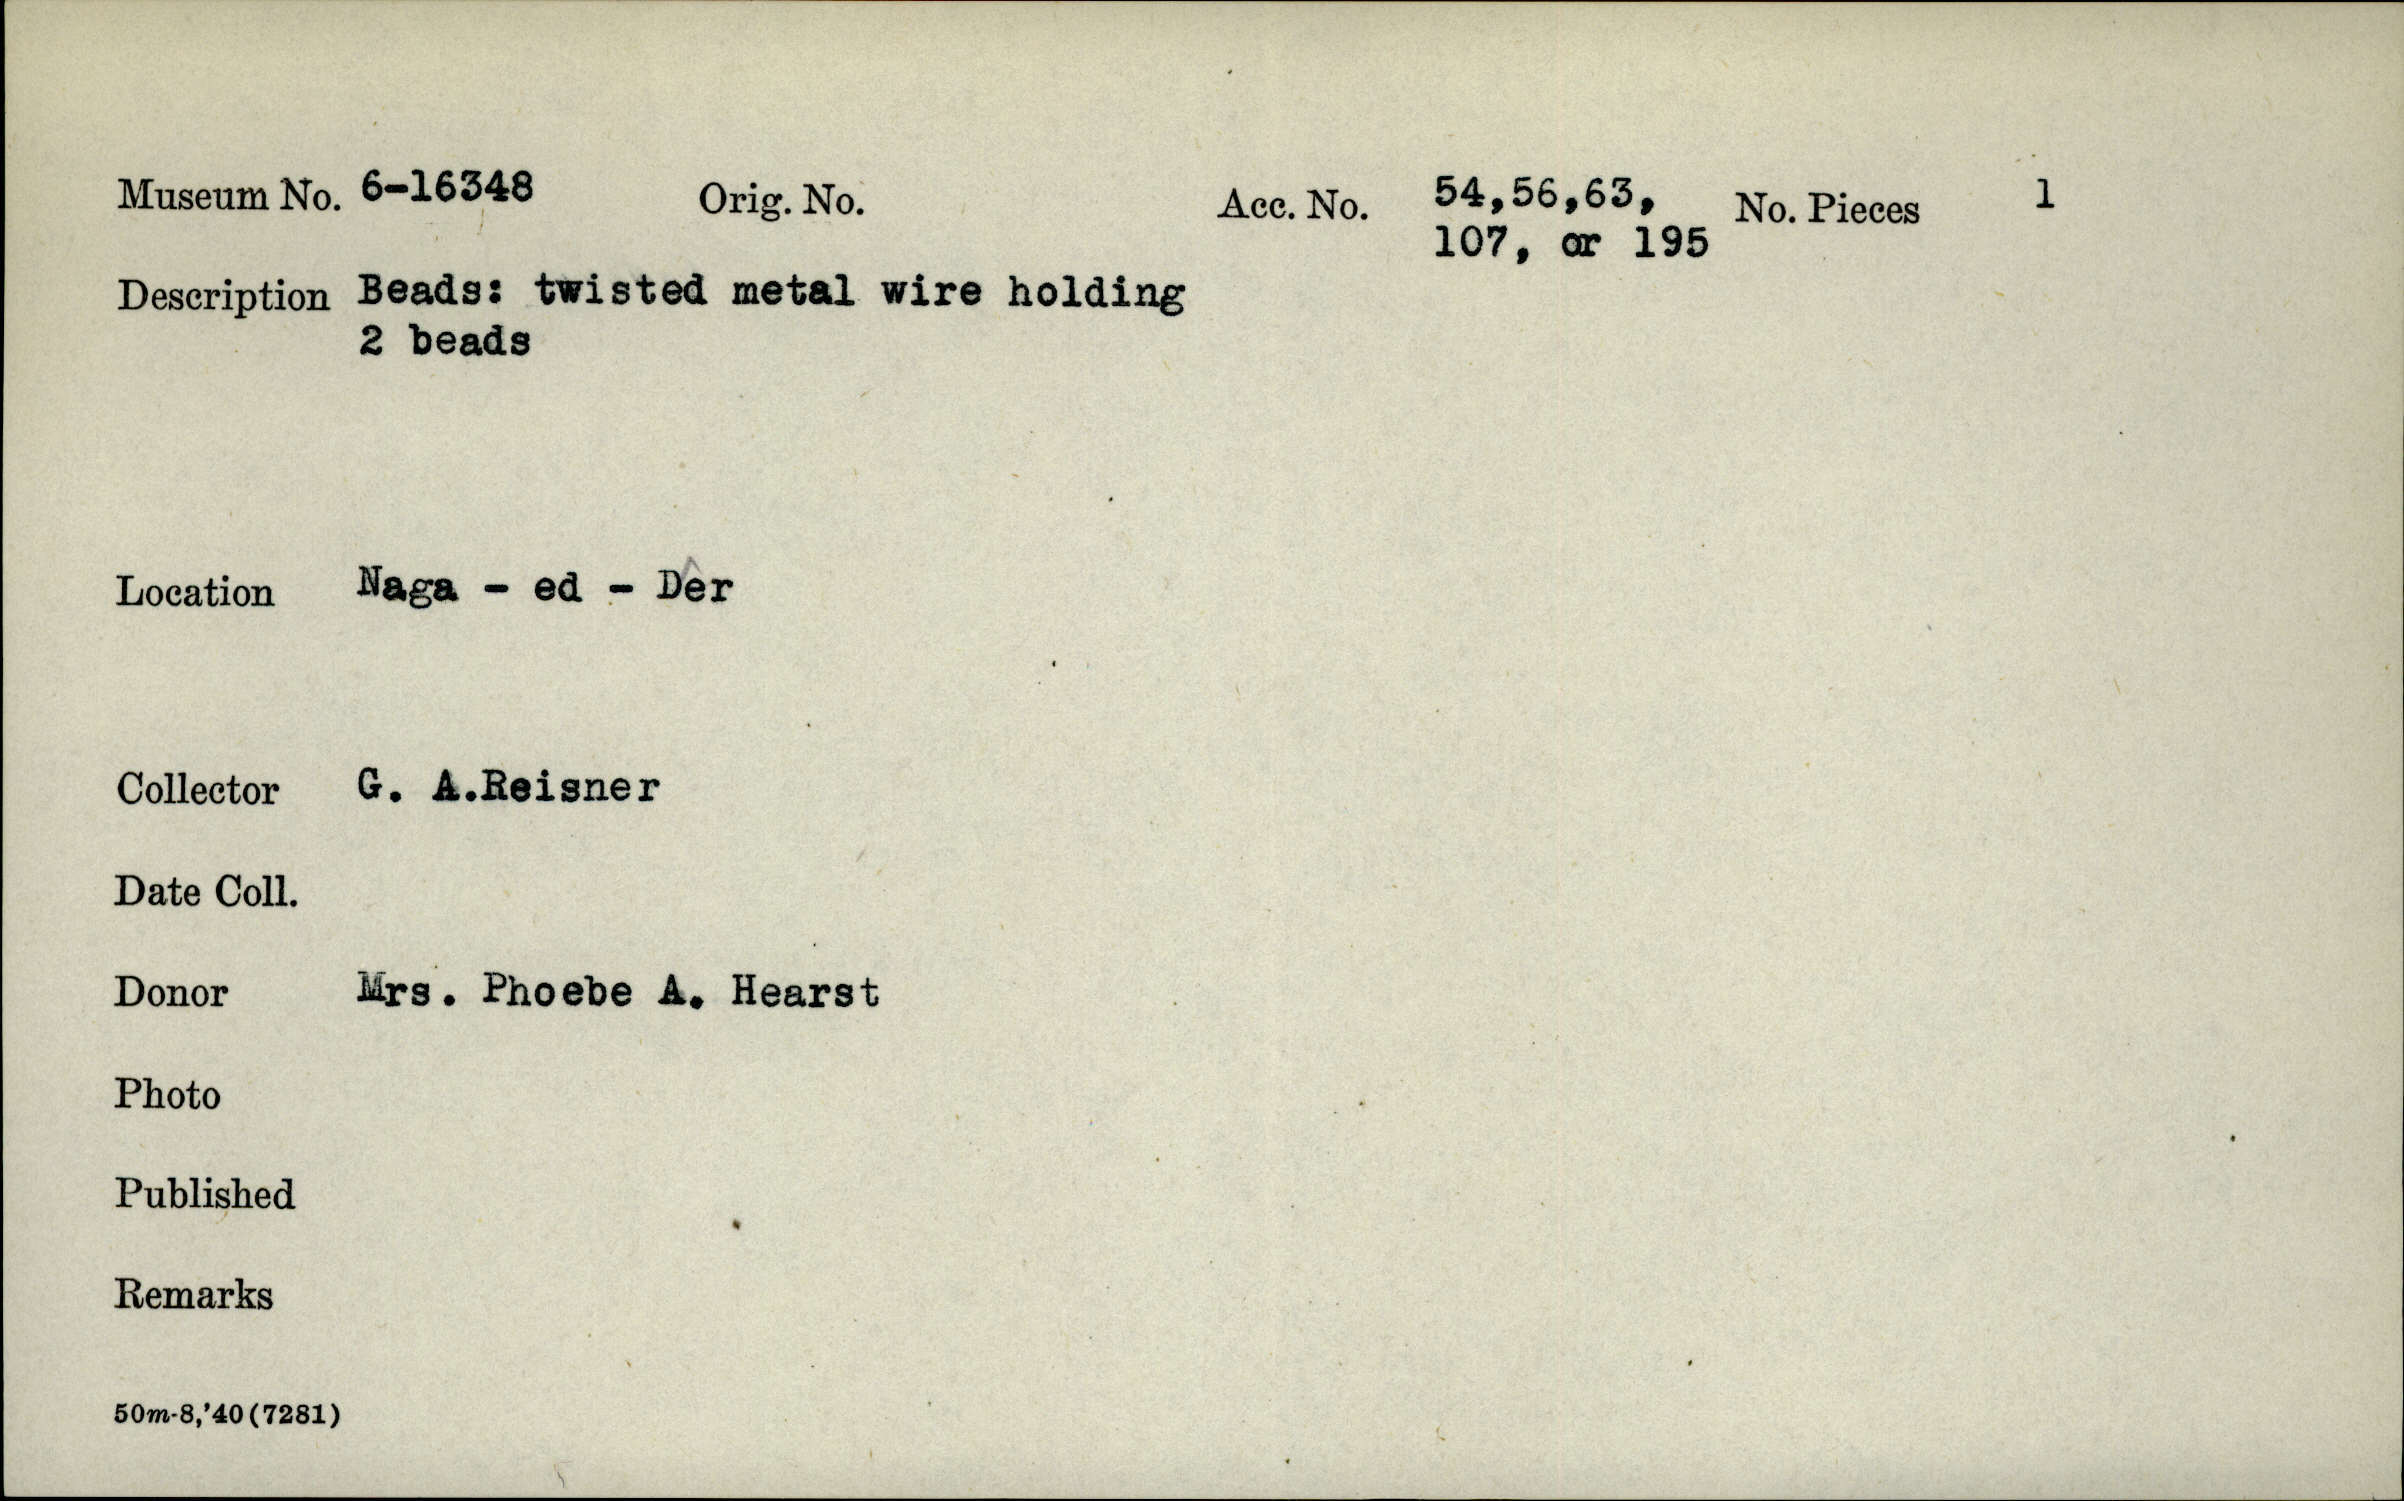 Museum No. 6-16348 Orig. No. Acc. No. 54,56,63, No. Pieces 1
107, or 195
Description Beads: twisted metal wire holding
2 beads
Location Naga - ed - Dêr
Collector G. A.Reisner
Date Coll.
Donor Mrs. Phoebe A. Hearst
Photo
Published
Remarks
50m-8,'40(7281)